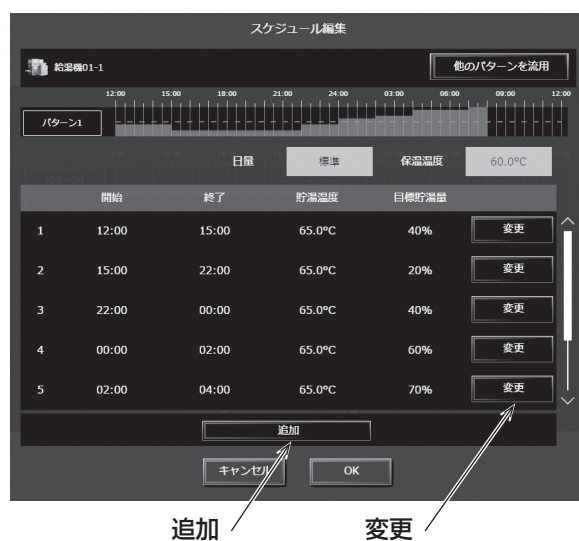 スケジュール編集
給湯機01-1 他のパターンを流用
12:00 15:00 18:00 21:00 24:00 03:00 06:00 09:00 12:00
パターン1
日量 標準 保温温度 60.0°C
開始 終了 貯湯温度 目標貯湯量
1 12:00 15:00 65.0°C 40% 変更
2 15:00 22:00 65.0°C 20% 変更
3 22:00 00:00 65.0°C 40% 変更
4 00:00 02:00 65.0°C 60% 変更
5 02:00 04:00 65.0°C 70% 変更
追加
キャンセル OK
追加 変更